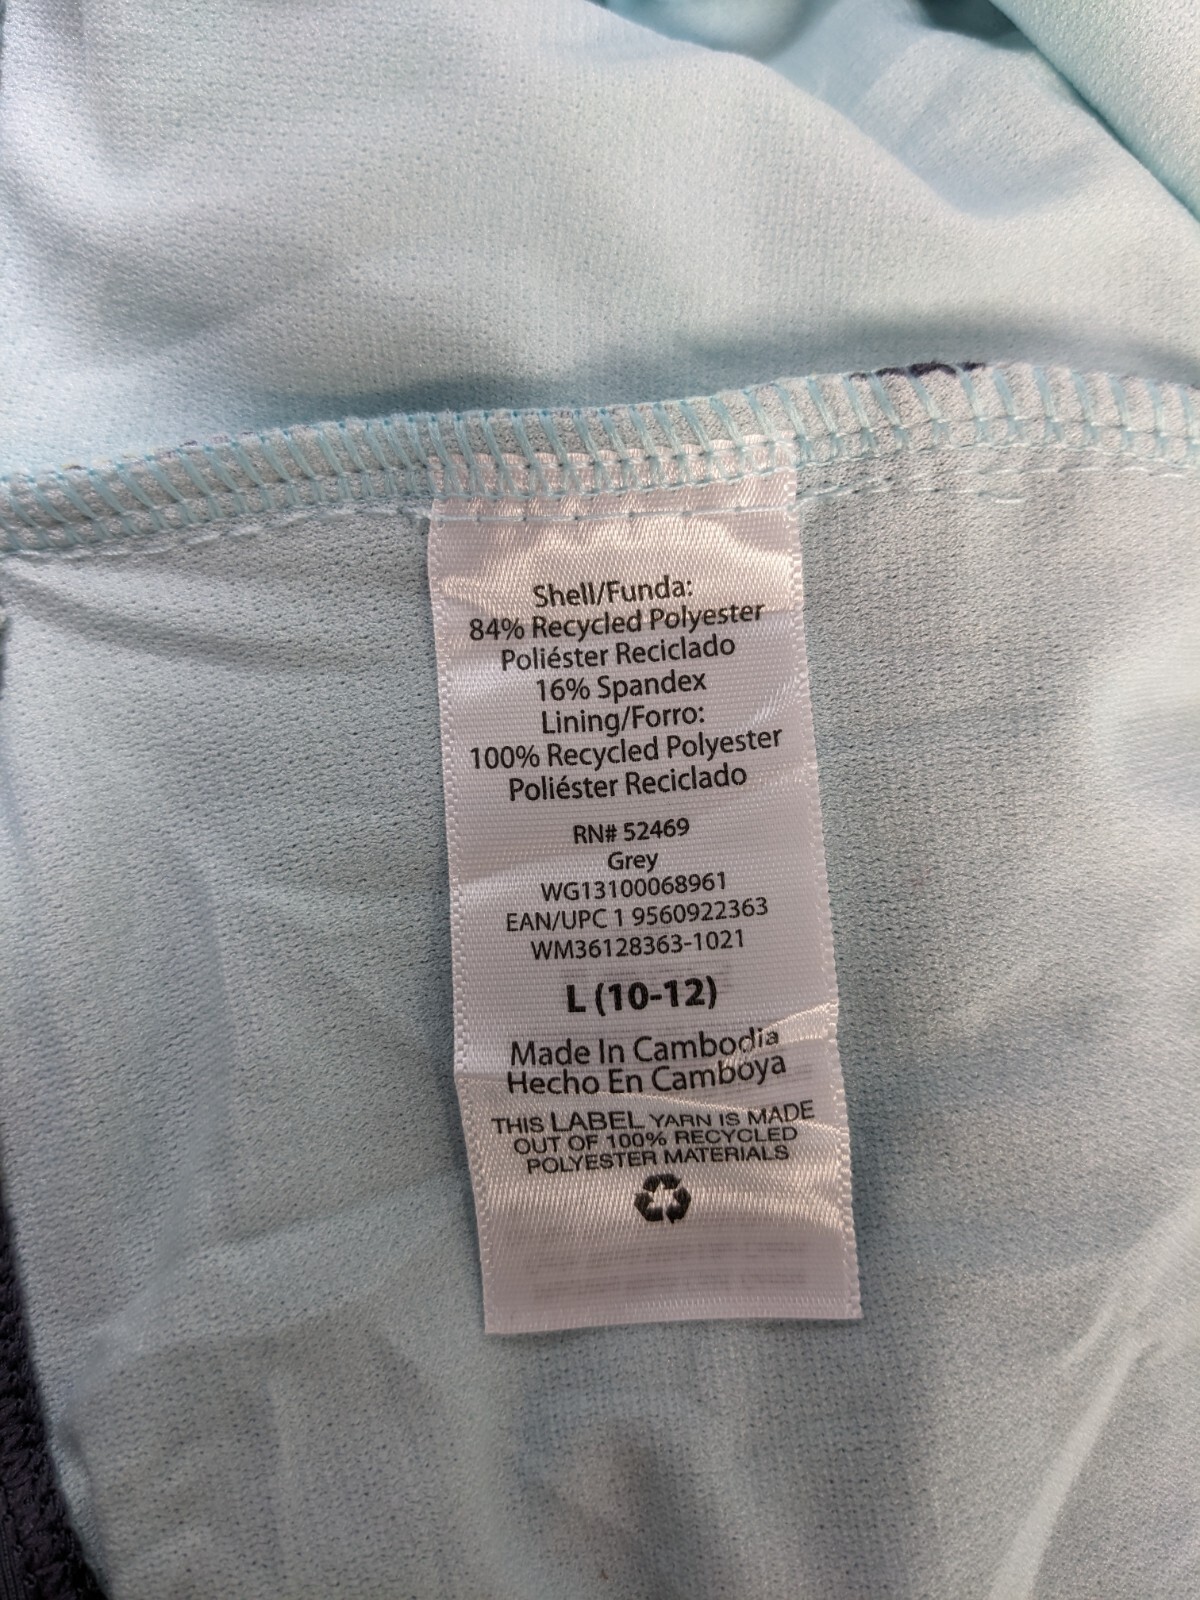 Shell/Funda:
84% Recycled Polyester
Poliéster Reciclado
16% Spandex
Lining/Forro:
100% Recycled Polyester
Poliéster Reciclado
RN# 52469
Grey
WG13100068961
EAN/UPC 1 9560922363
WM36128363-1021
L (10-12)
Made In Cambodia
Hecho En Camboya
THIS LABEL YARN IS MADE
OUT OF 100% RECYCLED
POLYESTER MATERIALS